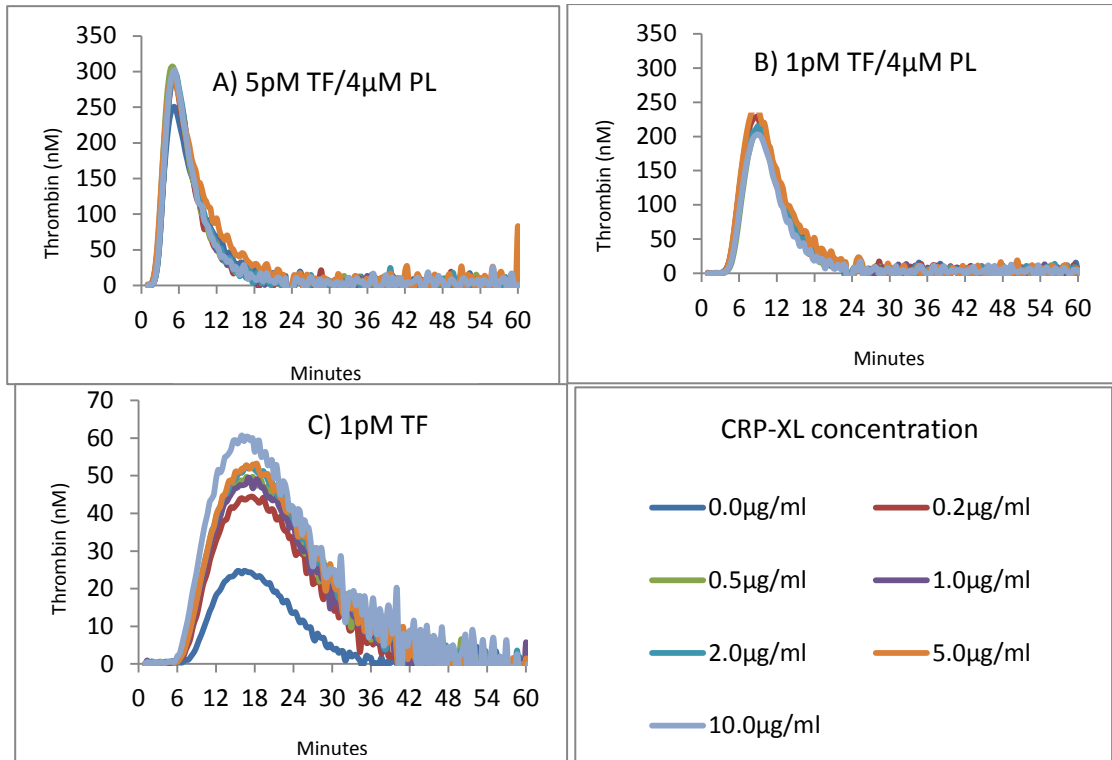 A) 5pM TF/4µM PL
Thrombin (nM)
350
300
250
200
150
100
50
0
0 6 12 18 24 30 36 42 48 54 60
Minutes
B) 1pM TF/4µM PL
Thrombin (nM)
350
300
250
200
150
100
50
0
0 6 12 18 24 30 36 42 48 54 60
Minutes
C) 1pM TF
Thrombin (nM)
70
60
50
40
30
20
10
0
0 6 12 18 24 30 36 42 48 54 60
Minutes
CRP-XL concentration
0.0µg/ml 0.2µg/ml
0.5µg/ml 1.0µg/ml
2.0µg/ml 5.0µg/ml
10.0µg/ml